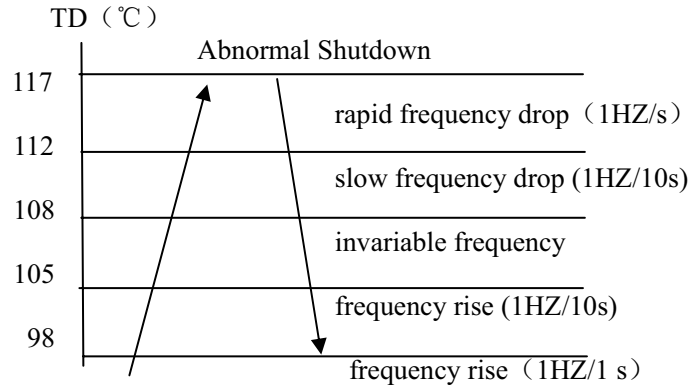 TD（℃）
Abnormal Shutdown
117
rapid frequency drop（1HZ/s）
112
slow frequency drop (1HZ/10s)
108
invariable frequency
105
frequency rise (1HZ/10s)
98
frequency rise（1HZ/1 s）